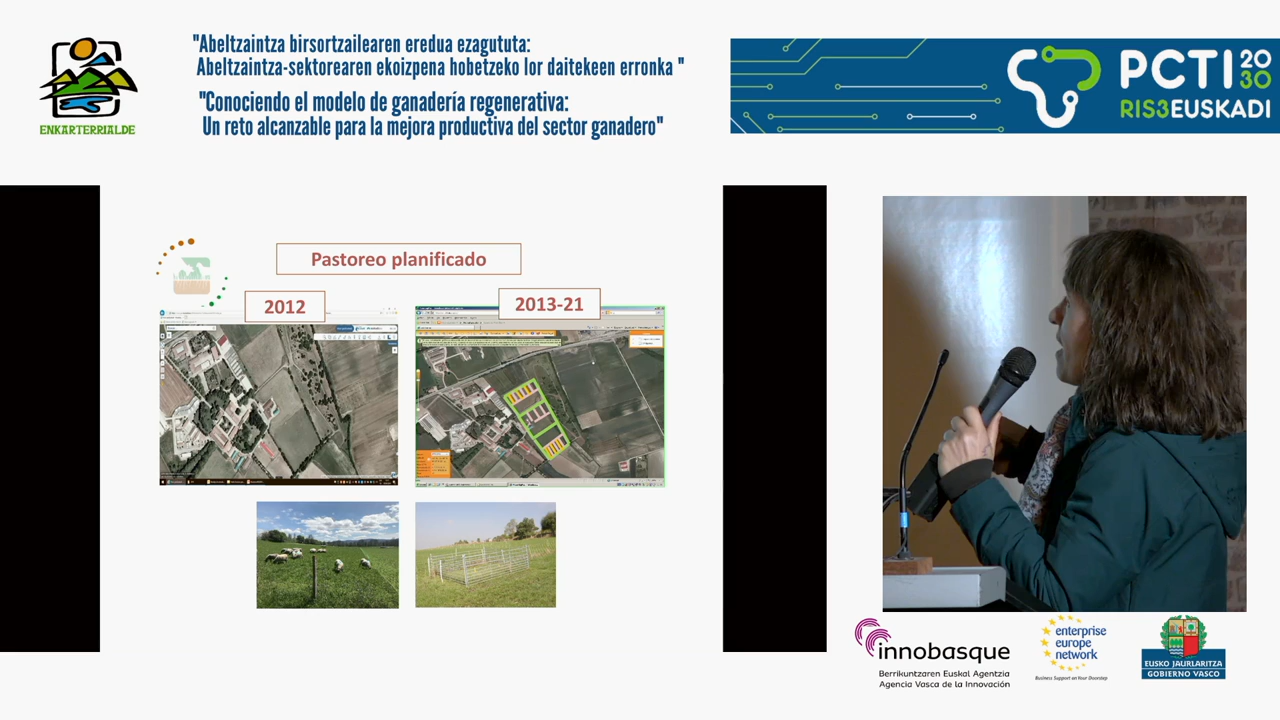 "Abeltzaintza birsortzailearen eredua ezagututa:
Abeltzaintza-sektorearen ekoizpena hobetzeko lor daitekeen erronka "
"Conociendo el modelo de ganadería regenerativa:
Un reto alcanzable para la mejora productiva del sector ganadero"
ENKARTERRIALDE
PCTI 20
30
RIS3EUSKADI
Pastoreo planificado
2012
2013-21
innobasque
Berrikuntzaren Euskal Agentzia
Agencia Vasca de la Innovación
enterprise
europe
network
Business Support on Your Doorstep
EUSKO JAURLARITZA
GOBIERNO VASCO